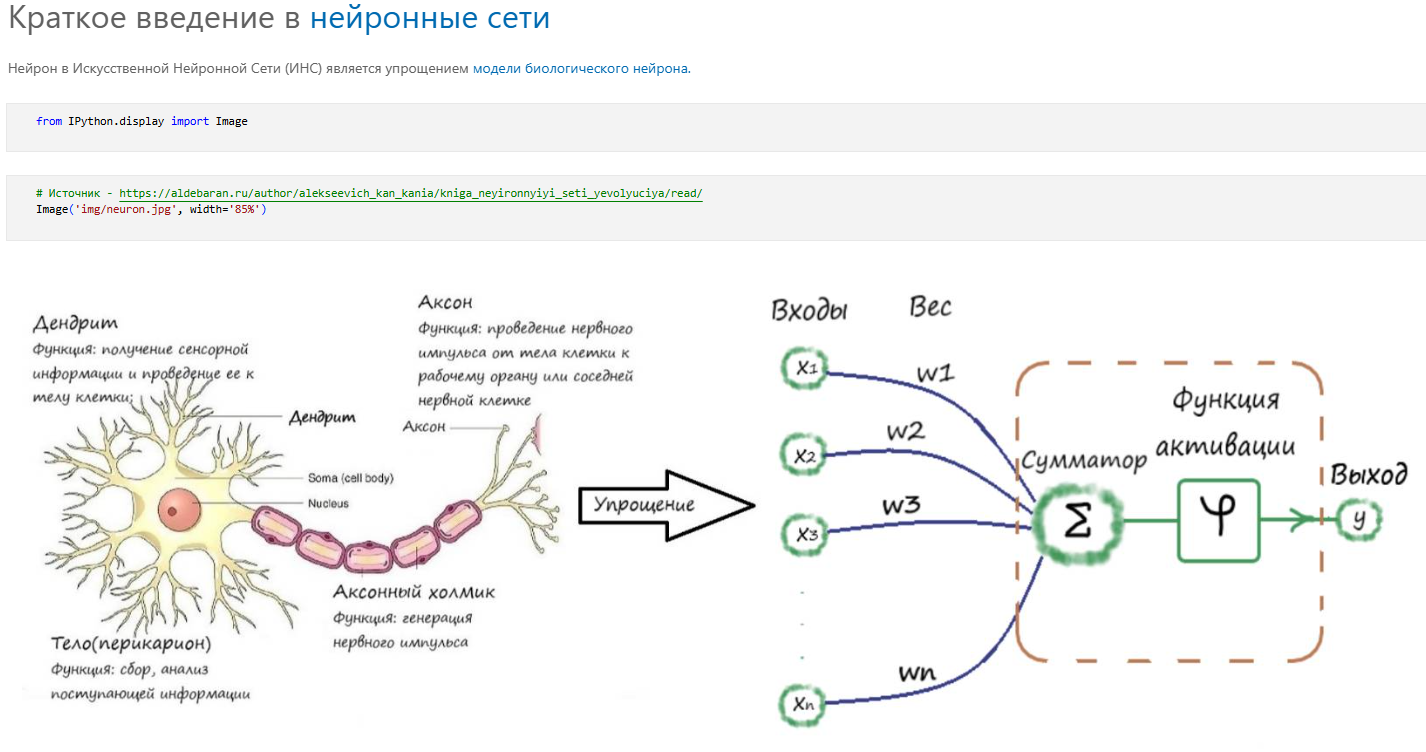 Краткое введение в нейронные сети
Нейрон в Искусственной Нейронной Сети (ИНС) является упрощением модели биологического нейрона.
from IPython.display import Image
# Источник - https://aldebaran.ru/author/alekseevich_kan_kania/kniga_neyironnyiyi_seti_yevolyuciya/read/
Image('img/neuron.jpg', width='85%')
Дендрит
Функция: получение сенсорной
информации и проведение ее к
телу клетки;
Дендрит
Soma (cell body)
Nucleus
Аксон
Функция: проведение нервного
импульса от тела клетки к
рабочему органу или соседней
нервной клетке
Аксон
Аксонный холмик
Функция: генерация
нервного импульса
Тело(перикарион)
Функция: сбор, анализ
поступающей информации
Упрощение
Входы
Вес
x1
w1
x2
w2
x3
w3
xn
wn
Сумматор
Σ
Функция
активации
φ
Выход
y